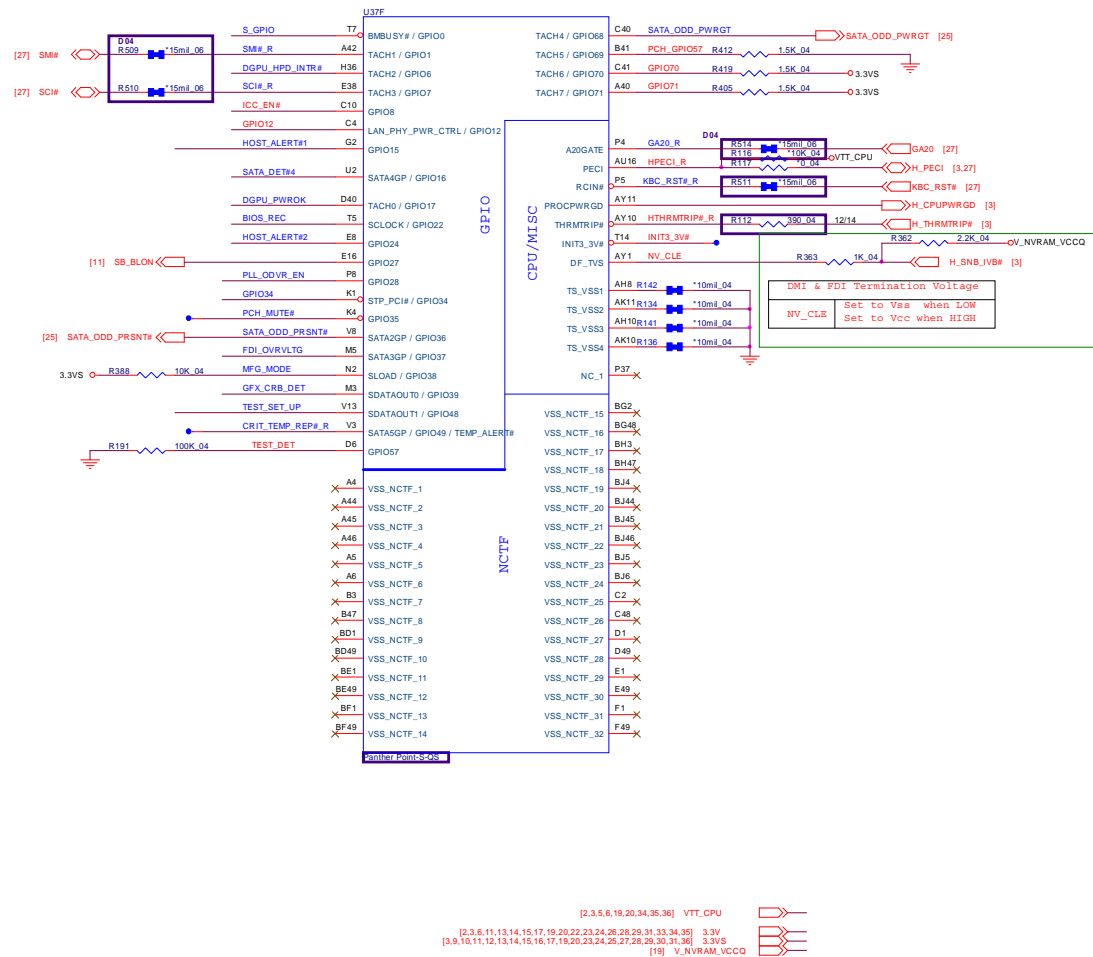 U37F
S_GPIO T7 BMBUSY# / GPIO0
D04
[27] SMI# R509 *15mil_06 SMI#_R A42 TACH1 / GPIO1
DGPU_HPD_INTR# H36 TACH2 / GPIO6
[27] SCI# R510 *15mil_06 SCI#_R E38 TACH3 / GPIO7
ICC_EN# C10 GPIO8
GPIO12 C4 LAN_PHY_PWR_CTRL / GPIO12
HOST_ALERT#1 G2 GPIO15
SATA_DET#4 U2 SATA4GP / GPIO16
DGPU_PWROK D40 TACH0 / GPIO17
BIOS_REC T5 SCLOCK / GPIO22
HOST_ALERT#2 E8 GPIO24
[11] SB_BLON E16 GPIO27
PLL_ODVR_EN P8 GPIO28
GPIO34 K1 STP_PCI# / GPIO34
PCH_MUTE# K4 GPIO35
[25] SATA_ODD_PRSNT# SATA_ODD_PRSNT# V8 SATA2GP / GPIO36
FDI_OVRVLTG M5 SATA3GP / GPIO37
3.3VS R388 10K_04 MFG_MODE N2 SLOAD / GPIO38
GFX_CRB_DET M3 SDATAOUT0 / GPIO39
TEST_SET_UP V13 SDATAOUT1 / GPIO48
CRIT_TEMP_REP#_R V3 SATA5GP / GPIO49 / TEMP_ALERT#
R191 100K_04 TEST_DET D6 GPIO57
GPIO
CPU/MISC
NCTF
TACH4 / GPIO68 C40 SATA_ODD_PWRGT SATA_ODD_PWRGT [25]
TACH5 / GPIO69 B41 PCH_GPIO57 R412 1.5K_04
TACH6 / GPIO70 C41 GPIO70 R419 1.5K_04 3.3VS
TACH7 / GPIO71 A40 GPIO71 R405 1.5K_04 3.3VS
D04
A20GATE P4 GA20_R R514 *15mil_06 GA20 [27]
R116 *10K_04 VTT_CPU
PECI AU16 HPECI_R R117 *0_04 H_PECI [3,27]
RCIN# P5 KBC_RST#_R R511 *15mil_06 KBC_RST# [27]
PROCPWRGD AY11 H_CPUPWRGD [3]
THRMTRIP# AY10 HTHRMTRIP#_R R112 390_04 12/14 H_THRMTRIP# [3]
INIT3_3V# T14 INIT3_3V#
R362 2.2K_04 V_NVRAM_VCCQ
DF_TVS AY1 NV_CLE R363 1K_04 H_SNB_IVB# [3]
TS_VSS1 AH8 R142 *10mil_04
TS_VSS2 AK11 R134 *10mil_04
TS_VSS3 AH10 R141 *10mil_04
TS_VSS4 AK10 R136 *10mil_04
DMI & FDI Termination Voltage
NV_CLE
Set to Vss when LOW
Set to Vcc when HIGH
NC_1 P37
A4 VSS_NCTF_1
A44 VSS_NCTF_2
A45 VSS_NCTF_3
A46 VSS_NCTF_4
A5 VSS_NCTF_5
A6 VSS_NCTF_6
B3 VSS_NCTF_7
B47 VSS_NCTF_8
BD1 VSS_NCTF_9
BD49 VSS_NCTF_10
BE1 VSS_NCTF_11
BE49 VSS_NCTF_12
BF1 VSS_NCTF_13
BF49 VSS_NCTF_14
VSS_NCTF_15 BG2
VSS_NCTF_16 BG48
VSS_NCTF_17 BH3
VSS_NCTF_18 BH47
VSS_NCTF_19 BJ4
VSS_NCTF_20 BJ44
VSS_NCTF_21 BJ45
VSS_NCTF_22 BJ46
VSS_NCTF_23 BJ5
VSS_NCTF_24 BJ6
VSS_NCTF_25 C2
VSS_NCTF_26 C48
VSS_NCTF_27 D1
VSS_NCTF_28 D49
VSS_NCTF_29 E1
VSS_NCTF_30 E49
VSS_NCTF_31 F1
VSS_NCTF_32 F49
Panther Point-S-QS
[2,3,5,6,19,20,34,35,36] VTT_CPU
[2,3,6,11,13,14,15,17,19,20,22,23,24,26,28,29,31,33,34,35] 3.3V
[3,9,10,11,12,13,14,15,16,17,19,20,23,24,25,27,28,29,30,31,36] 3.3VS
[19] V_NVRAM_VCCQ